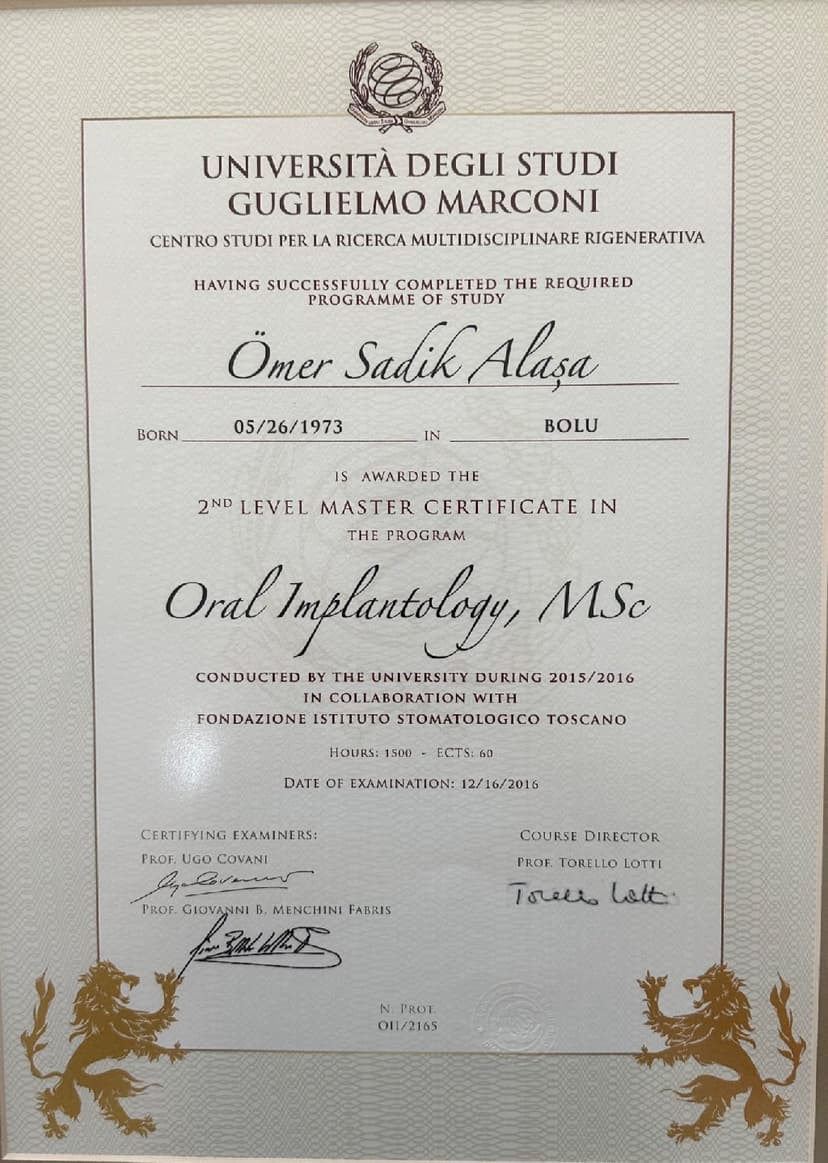 UNIVERSITÀ DEGLI STUDI
GUGLIELMO MARCONI
CENTRO STUDI PER LA RICERCA MULTIDISCIPLINARE RIGENERATIVA
HAVING SUCCESSFULLY COMPLETED THE REQUIRED
PROGRAMME OF STUDY
Ömer Sadik Alaşa
BORN 05/26/1973 IN BOLU
IS AWARDED THE
2ND LEVEL MASTER CERTIFICATE IN
THE PROGRAM
Oral Implantology, MSc
CONDUCTED BY THE UNIVERSITY DURING 2015/2016
IN COLLABORATION WITH
FONDAZIONE ISTITUTO STOMATOLOGICO TOSCANO
HOURS: 1500 - ECTS: 60
DATE OF EXAMINATION: 12/16/2016
CERTIFYING EXAMINERS:
PROF. UGO COVANI
PROF. GIOVANNI B. MENCHINI FABRIS
COURSE DIRECTOR
PROF. TORELLO LOTTI
Torello Lotti
N. PROT.
OII/2165